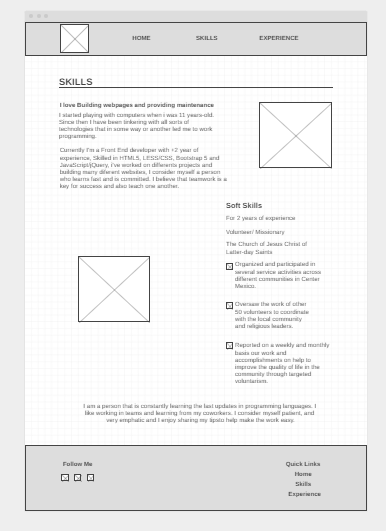 HOME SKILLS EXPERIENCE
SKILLS
I love Building webpages and providing maintenance
I started playing with computers when i was 11 years-old.
Since then I have been tinkering with all sorts of
technologies that in some way or another led me to work
programming.
Currently I'm a Front End developer with +2 year of
experience, Skilled in HTML5, LESS/CSS, Bootstrap 5 and
JavaScript/jQuery, I've worked on differents projects and
building many diferent websites, I consider myself a person
who learns fast and is committed. I believe that teamwork is a
key for success and also teach one another.
Soft Skills
For 2 years of experience
Volunteer/ Missionary
The Church of Jesus Christ of
Latter-day Saints
Organized and participated in
several service activities across
different communities in Center
Mexico.
Oversaw the work of other
50 volunteers to coordinate
with the local community
and religious leaders.
Reported on a weekly and monthly
basis our work and
accomplishments on help to
improve the quality of life in the
community through targeted
voluntarism.
I am a person that is constantly learning the last updates in programming languages. I
like working in teams and learning from my coworkers. I consider myself patient, and
very emphatic and I enjoy sharing my tipsto help make the work easy.
Follow Me
Quick Links
Home
Skills
Experience